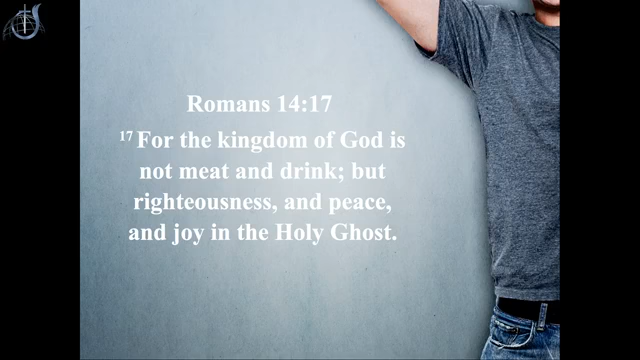 Romans 14:17
17 For the kingdom of God is
not meat and drink; but
righteousness, and peace,
and joy in the Holy Ghost.